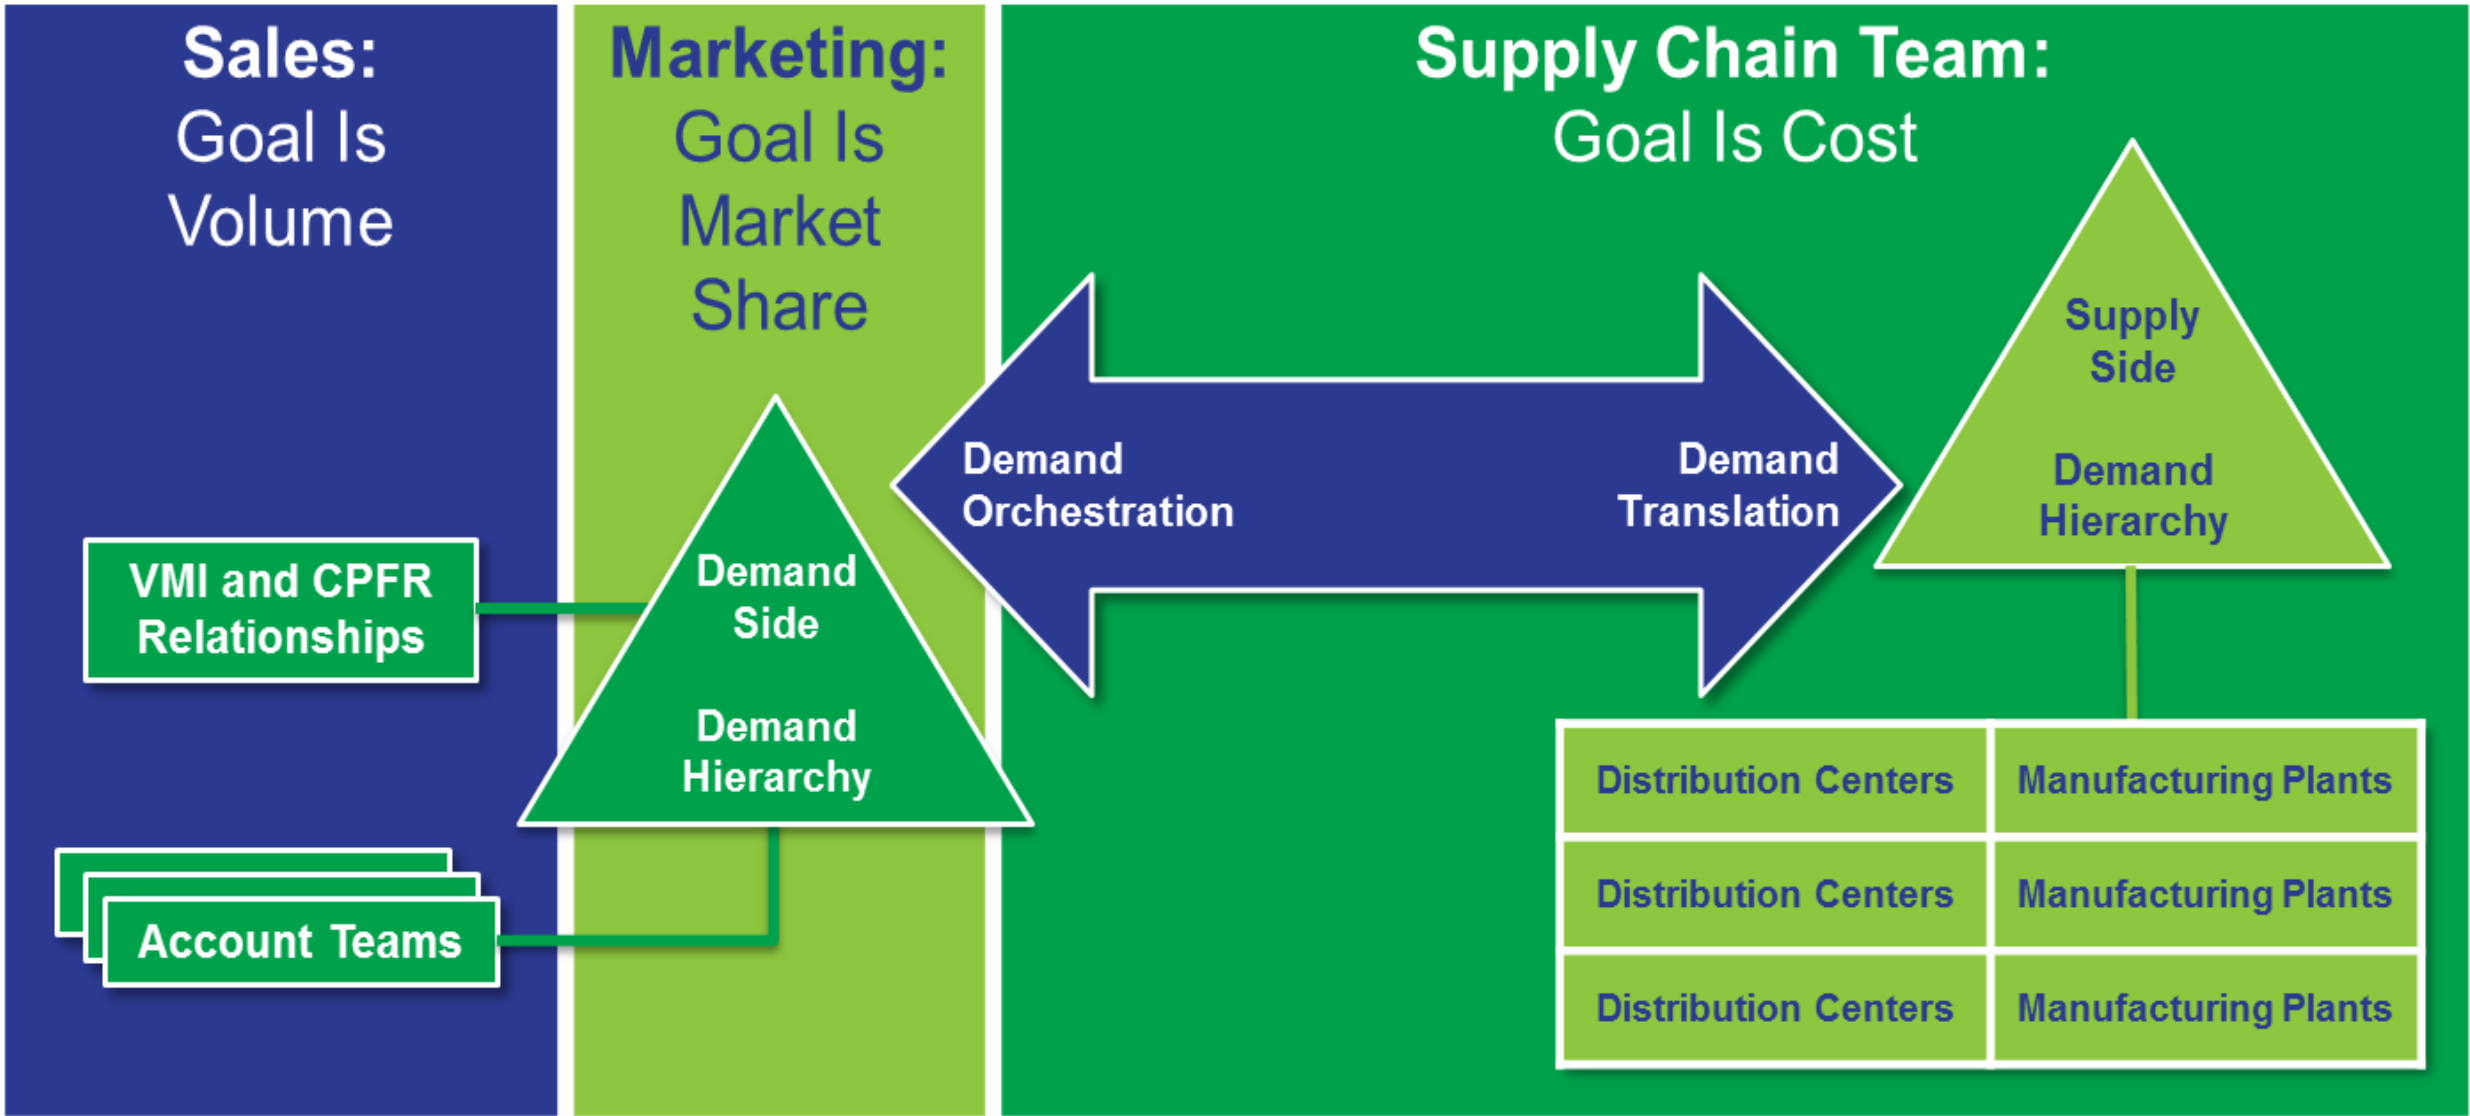 Sales:
Goal Is
Volume
Marketing:
Goal Is
Market
Share
Supply Chain Team:
Goal Is Cost
VMI and CPFR
Relationships
Account Teams
Demand
Side
Demand
Hierarchy
Demand
Orchestration
Demand
Translation
Supply
Side
Demand
Hierarchy
Distribution Centers Manufacturing Plants
Distribution Centers Manufacturing Plants
Distribution Centers Manufacturing Plants